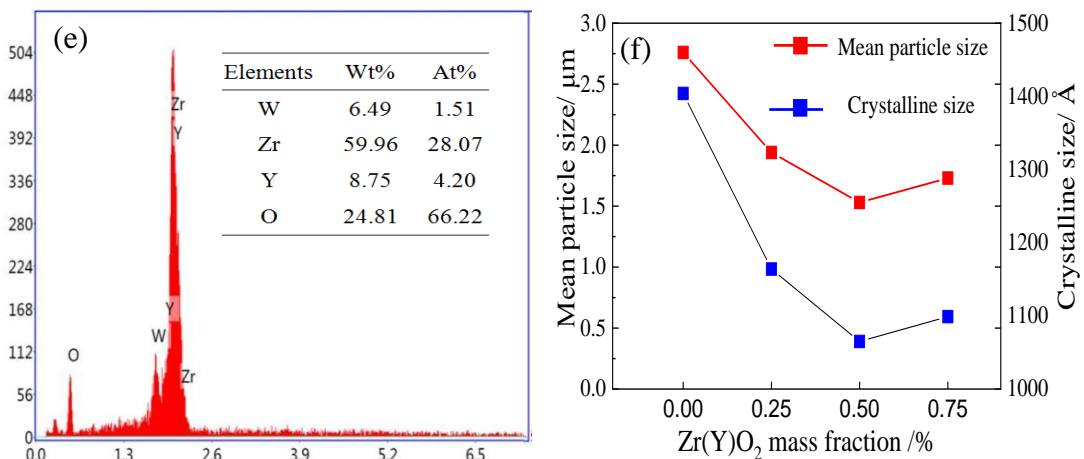 (e)
504
448
392
336
280
224
168
112
56
0
0.0 1.3 2.6 3.9 5.2 6.5
Zr
Y
Y
W
Zr
O
Elements Wt% At%
W 6.49 1.51
Zr 59.96 28.07
Y 8.75 4.20
O 24.81 66.22
(f)
Mean particle size
Crystalline size
Mean particle size/ μm
3.0
2.5
2.0
1.5
1.0
0.5
0.0
Crystalline size/ Å
1500
1400
1300
1200
1100
1000
0.00 0.25 0.50 0.75
Zr(Y)O₂ mass fraction /%